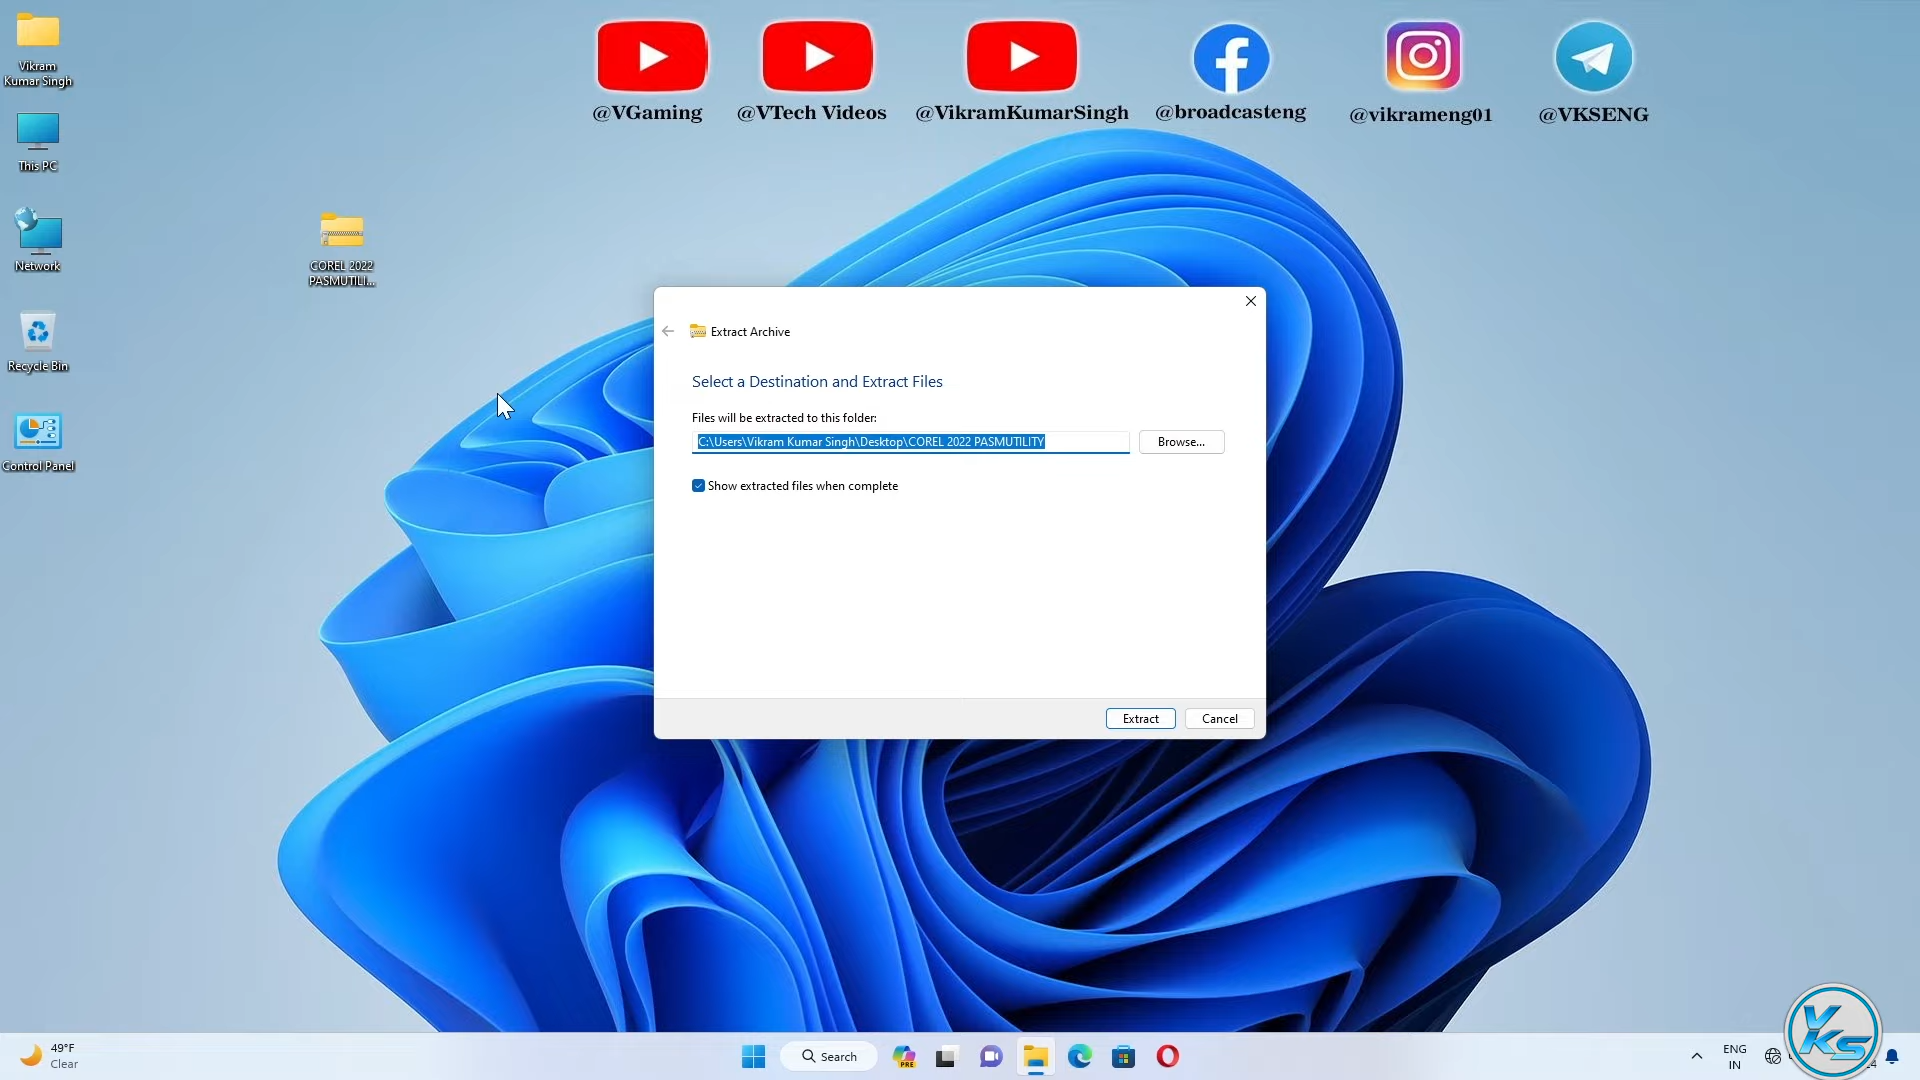 @VGaming
@VTech Videos
@VikramKumarSingh
@broadcasteng
@vikrameng01
@VKSENG
Vikram
Kumar Singh
This PC
Network
Recycle Bin
Control Panel
COREL 2022
PASMUTILI...
Extract Archive
Select a Destination and Extract Files
Files will be extracted to this folder:
C:\Users\Vikram Kumar Singh\Desktop\COREL 2022 PASMUTILITY
Browse...
Show extracted files when complete
Extract
Cancel
49°F
Clear
Search
PRE
ENG
IN
VKS